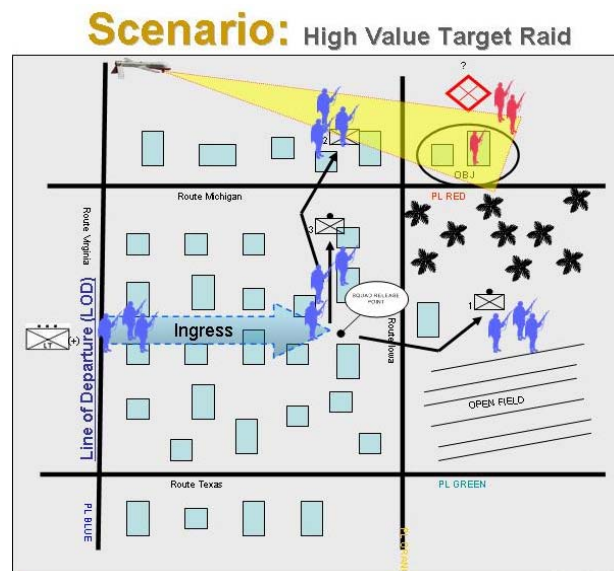 Scenario: High Value Target Raid
?
2
OBJ
Route Michigan
PL RED
Route Virginia
3
SQUAD RELEASE
POINT
1
Ingress
LT
(+)
Line of Departure (LOD)
Route Iowa
OPEN FIELD
Route Texas
PL GREEN
PL BLUE